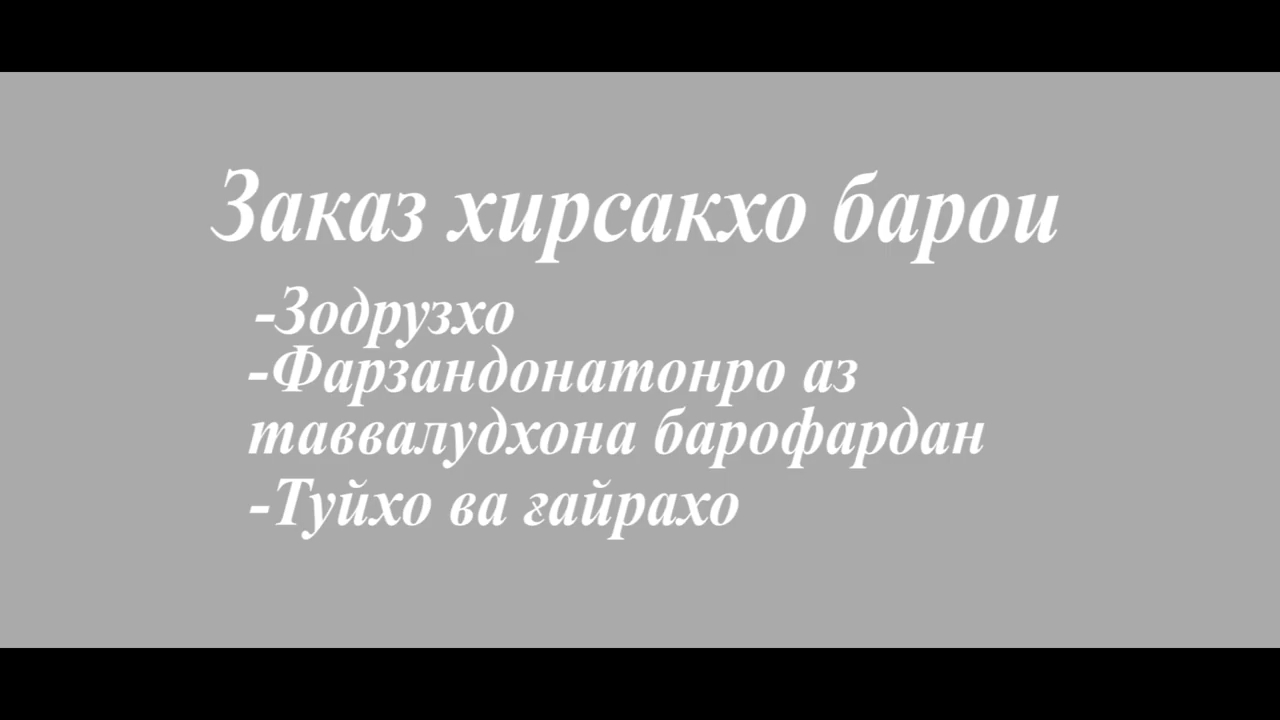 Заказ хирсакхо барои
-Зодрузхо
-Фарзандонатонро аз
таввалудхона барофардан
-Туйхо ва ғайрахо